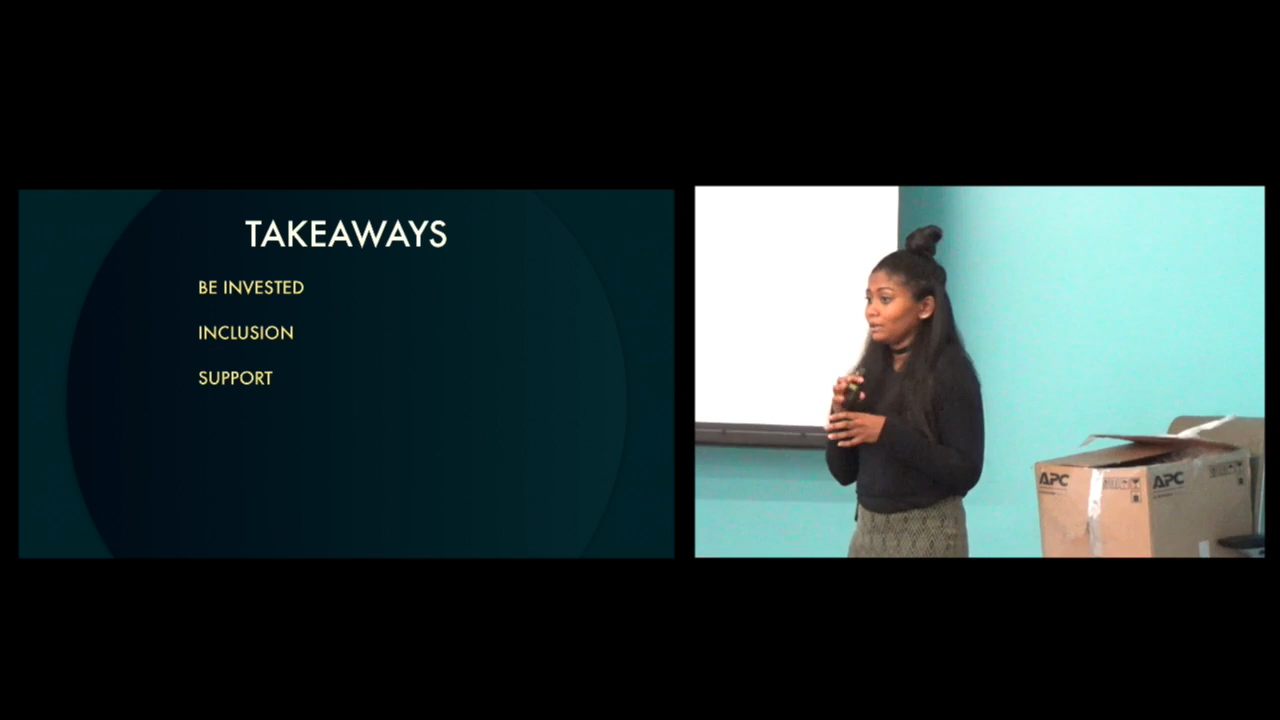 TAKEAWAYS
BE INVESTED
INCLUSION
SUPPORT
APC
APC